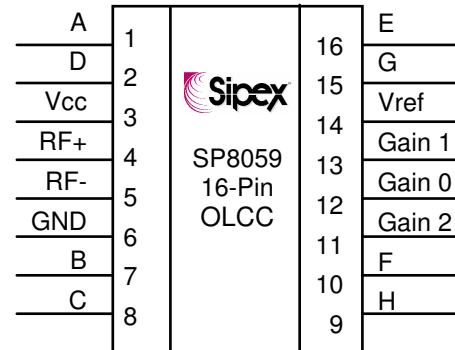 A
D
Vcc
RF+
RF-
GND
B
C
1
2
3
4
5
6
7
8
Sipex
SP8059
16-Pin
OLCC
16
15
14
13
12
11
10
9
E
G
Vref
Gain 1
Gain 0
Gain 2
F
H